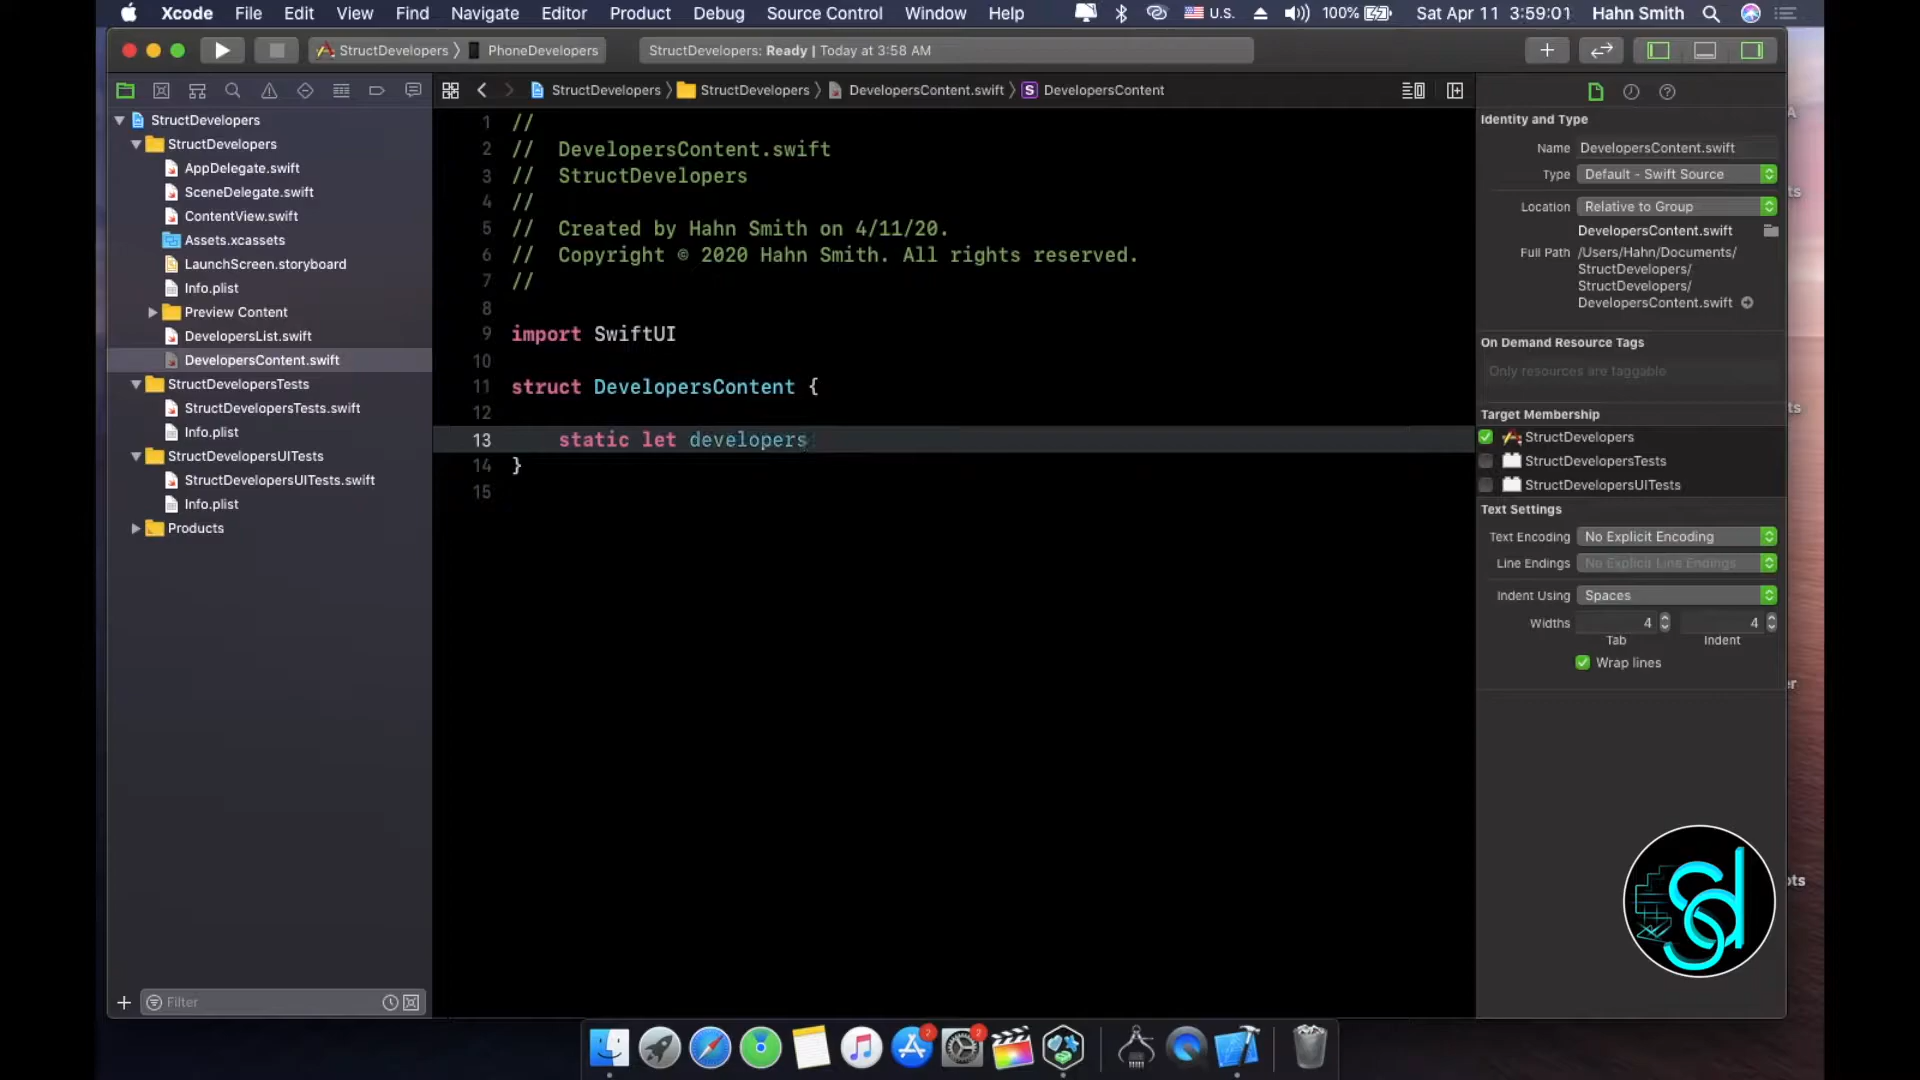 Xcode File Edit View Find Navigate Editor Product Debug Source Control Window Help U.S. 100% Sat Apr 11 3:59:01 Hahn Smith
StructDevelopers PhoneDevelopers StructDevelopers: Ready | Today at 3:58 AM
StructDevelopers StructDevelopers DevelopersContent.swift S DevelopersContent
StructDevelopers
StructDevelopers
AppDelegate.swift
SceneDelegate.swift
ContentView.swift
Assets.xcassets
LaunchScreen.storyboard
Info.plist
Preview Content
DevelopersList.swift
DevelopersContent.swift
StructDevelopersTests
StructDevelopersTests.swift
Info.plist
StructDevelopersUITests
StructDevelopersUITests.swift
Info.plist
Products
Filter
1 //
2 // DevelopersContent.swift
3 // StructDevelopers
4 //
5 // Created by Hahn Smith on 4/11/20.
6 // Copyright © 2020 Hahn Smith. All rights reserved.
7 //
8
9 import SwiftUI
10
11 struct DevelopersContent {
12
13 static let developers
14 }
15
Identity and Type
Name DevelopersContent.swift
Type Default - Swift Source
Location Relative to Group
DevelopersContent.swift
Full Path /Users/Hahn/Documents/
StructDevelopers/
StructDevelopers/
DevelopersContent.swift
On Demand Resource Tags
Only resources are taggable
Target Membership
StructDevelopers
StructDevelopersTests
StructDevelopersUITests
Text Settings
Text Encoding No Explicit Encoding
Line Endings No Explicit Line Endings
Indent Using Spaces
Widths 4 4
Tab Indent
Wrap lines
sd
2 2